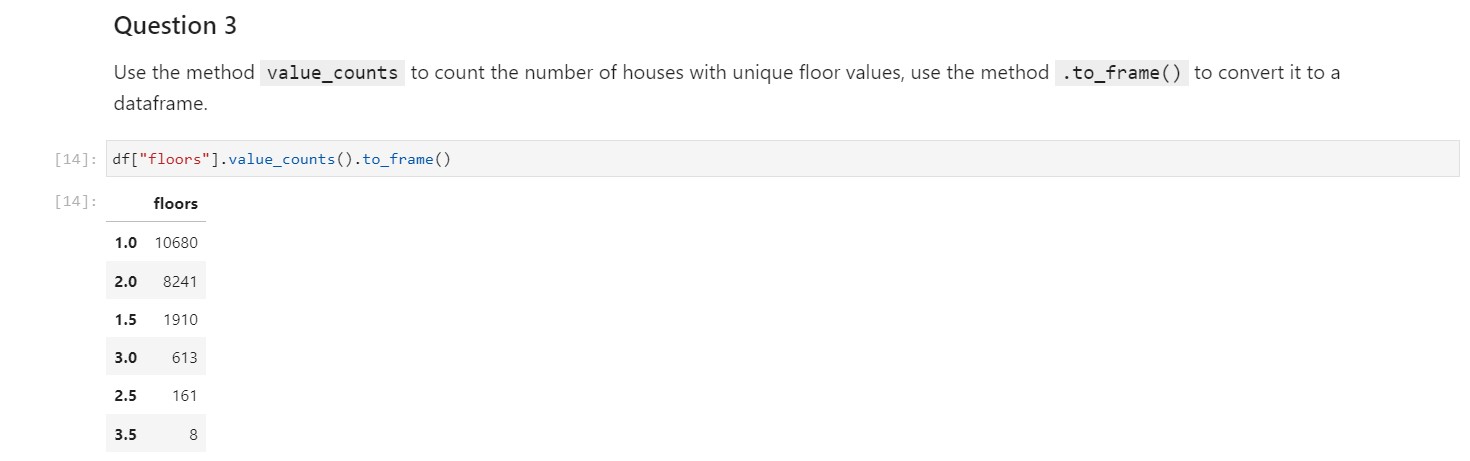 Question 3
Use the method value_counts to count the number of houses with unique floor values, use the method .to_frame() to convert it to a
dataframe.
[14]: df["floors"].value_counts().to_frame()
[14]: floors
1.0 10680
2.0 8241
1.5 1910
3.0 613
2.5 161
3.5 8